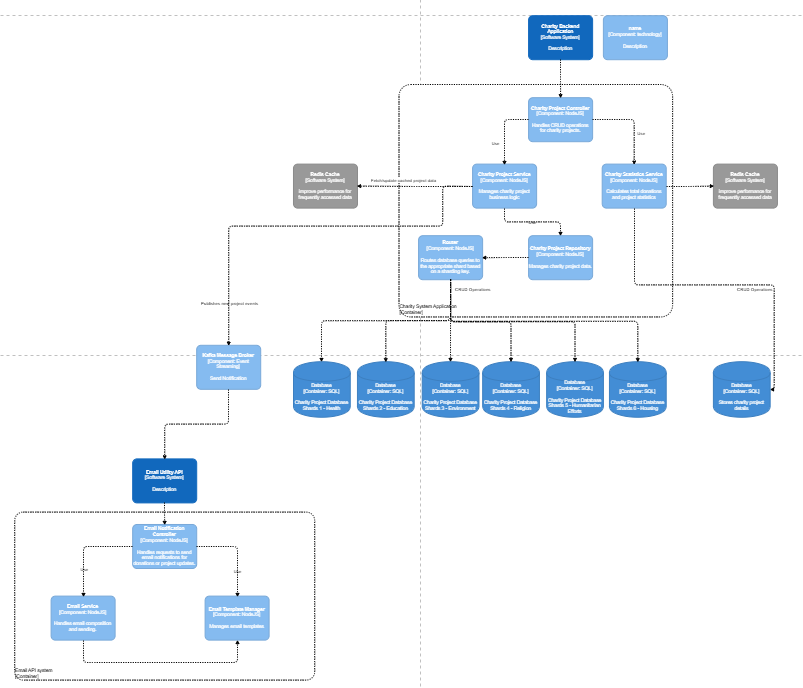 Charity Backend
Application
[Software System]
Description
name
[Component: technology]
Description
Charity Project Controller
[Component: NodeJS]
Handles CRUD operations
for charity projects.
Use
Use
Redis Cache
[Software System]
Improve performance for
frequently accessed data
Fetch/update cached project data
Charity Project Service
[Component: NodeJS]
Manages charity project
business logic
Charity Statistics Service
[Component: NodeJS]
Calculates total donations
and project statistics
Redis Cache
[Software System]
Improve performance for
frequently accessed data
Use
Router
[Component: NodeJS]
Routes database queries to
the appropriate shard based
on a sharding key.
Charity Project Repository
[Component: NodeJS]
Manages charity project data.
CRUD Operations
CRUD Operations
Publishes new project events
Charity System Application
[Container]
Kafka Message Broker
[Component: Event
Streaming]
Send Notification
Database
[Container: SQL]
Charity Project Database
Shards 1 - Health
Database
[Container: SQL]
Charity Project Database
Shards 2 - Education
Database
[Container: SQL]
Charity Project Database
Shards 3 - Environment
Database
[Container: SQL]
Charity Project Database
Shards 4 - Religion
Database
[Container: SQL]
Charity Project Database
Shards 5 - Humanitarian
Efforts
Database
[Container: SQL]
Charity Project Database
Shards 6 - Housing
Database
[Container: SQL]
Stores charity project
details
Email Utility API
[Software System]
Description
Email Notification
Controller
[Component: NodeJS]
Handles requests to send
email notifications for
donations or project updates.
Use
Use
Email Service
[Component: NodeJS]
Handles email composition
and sending.
Email Template Manager
[Component: NodeJS]
Manages email templates
Email API system
[Container]